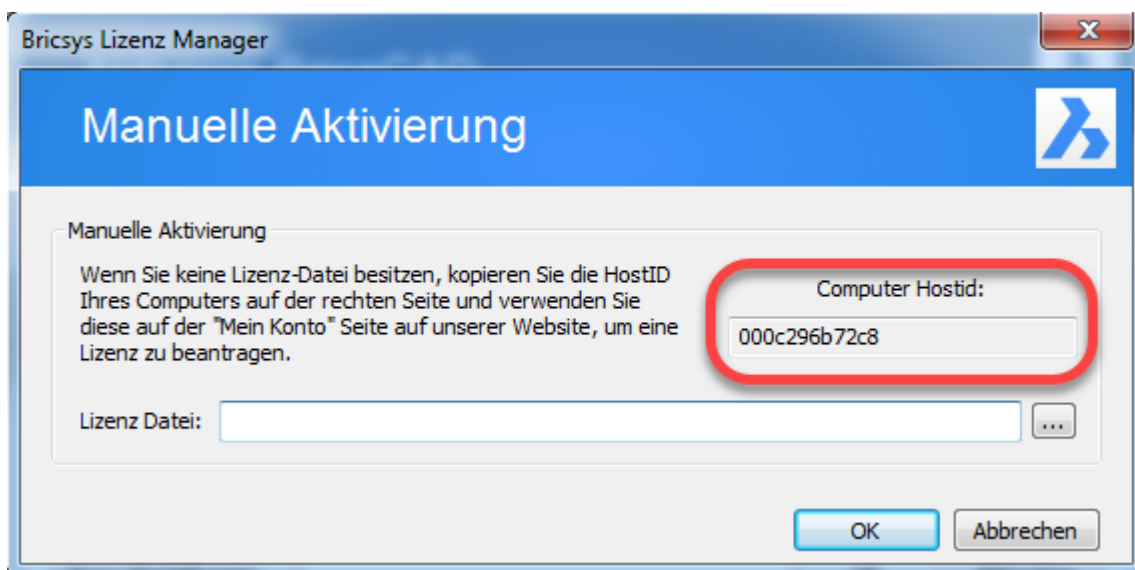 Bricsys Lizenz Manager
Manuelle Aktivierung
Manuelle Aktivierung
Wenn Sie keine Lizenz-Datei besitzen, kopieren Sie die HostID
Ihres Computers auf der rechten Seite und verwenden Sie
diese auf der "Mein Konto" Seite auf unserer Website, um eine
Lizenz zu beantragen.
Computer Hostid:
000c296b72c8
Lizenz Datei:
...
OK
Abbrechen